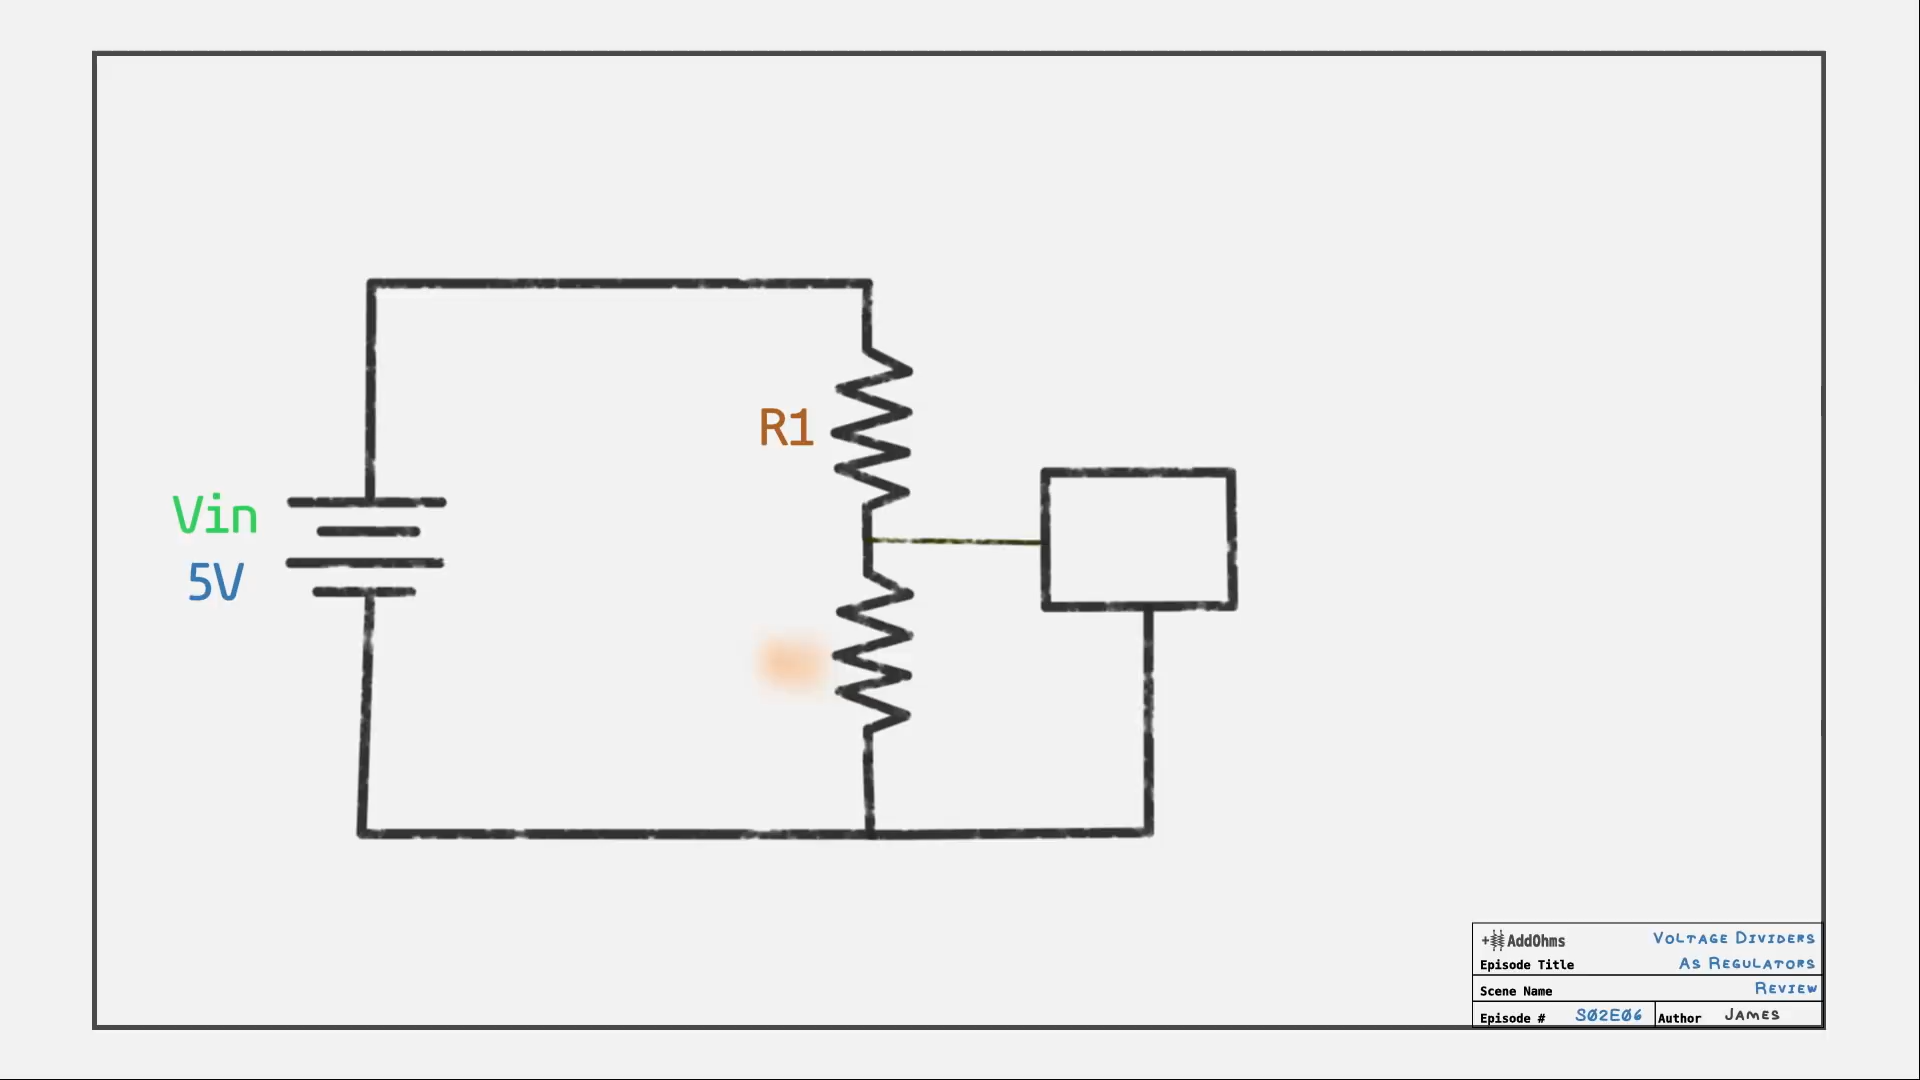 R1
Vin
5V
+AddOhms
Voltage Dividers
Episode Title
As Regulators
Scene Name
Review
Episode #
S02E06
Author
James